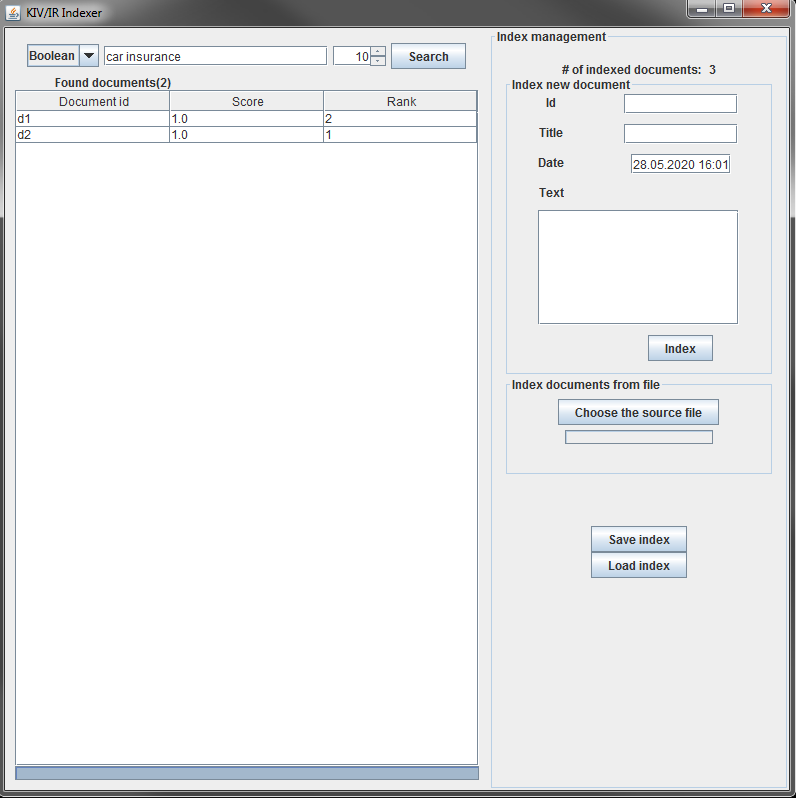 KIV/IR Indexer
Boolean car insurance 10 Search
Found documents(2)
Document id Score Rank
d1 1.0 2
d2 1.0 1
Index management
# of indexed documents: 3
Index new document
Id
Title
Date 28.05.2020 16:01
Text
Index
Index documents from file
Choose the source file
Save index
Load index